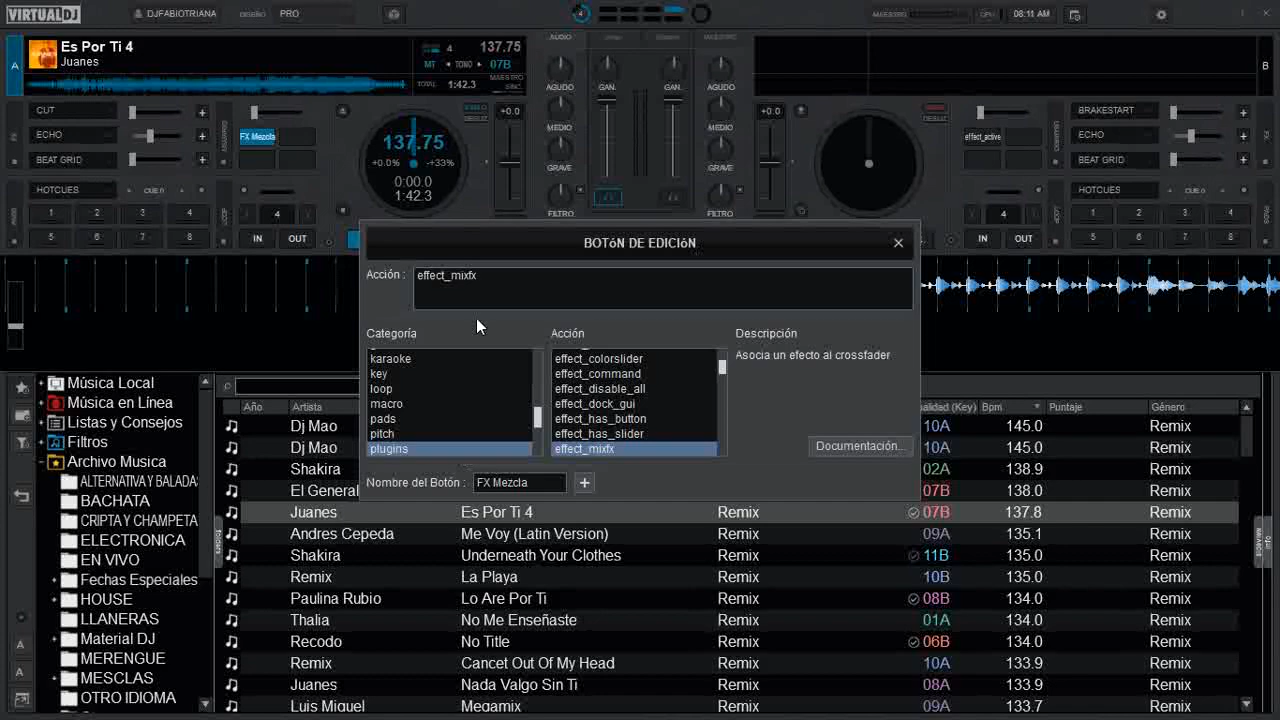 VIRTUALDJ
DJFABIOTRIANA
DISEÑO
PRO
4
MAESTRO
CPU
08:11 AM
A
Es Por Ti 4
Juanes
4
137.75
MT
TONO
07B
TOTAL
1:42.3
MAESTRO
SINC.
AUDIO
MAESTRO
B
AGUDO
GAN.
GAN.
AGUDO
MEDIO
MEDIO
GRAVE
GRAVE
FILTRO
FILTRO
CUT
ECHO
BEAT GRID
FX Mezcla
137.75
+0.0%
+33%
0:00.0
1:42.3
+0.0
+0.0
effect_active
BRAKESTART
ECHO
BEAT GRID
HOTCUES
CUE 0
1
2
3
4
5
6
7
8
4
IN
OUT
4
IN
OUT
HOTCUES
CUE 0
1
2
3
4
5
6
7
8
BOTóN DE EDICIóN
Acción :
effect_mixfx
Categoría
Acción
Descripción
karaoke
key
loop
macro
pads
pitch
plugins
effect_colorslider
effect_command
effect_disable_all
effect_dock_gui
effect_has_button
effect_has_slider
effect_mixfx
Asocia un efecto al crossfader
Documentación...
Nombre del Botón :
FX Mezcla
+
Música Local
Música en Línea
Listas y Consejos
Filtros
Archivo Musica
ALTERNATIVA Y BALADA
BACHATA
CRIPTA Y CHAMPETA
ELECTRONICA
EN VIVO
Fechas Especiales
HOUSE
LLANERAS
Material DJ
MERENGUE
MESCLAS
OTRO IDIOMA
A
A
folders
info
Año Artista alidad (Key) Bpm Puntaje Género
Dj Mao 10A 145.0 Remix
Dj Mao 10A 145.0 Remix
Shakira 02A 138.9 Remix
El General 07B 138.0 Remix
Juanes Es Por Ti 4 Remix 07B 137.8 Remix
Andres Cepeda Me Voy (Latin Version) Remix 09A 135.1 Remix
Shakira Underneath Your Clothes Remix 11B 135.0 Remix
Remix La Playa Remix 10B 135.0 Remix
Paulina Rubio Lo Are Por Ti Remix 08B 134.0 Remix
Thalia No Me Enseñaste Remix 01A 134.0 Remix
Recodo No Title Remix 06B 134.0 Remix
Remix Cancet Out Of My Head Remix 10A 133.9 Remix
Juanes Nada Valgo Sin Ti Remix 08A 133.9 Remix
Luis Miguel Megamix Remix 09A 133.7 Remix